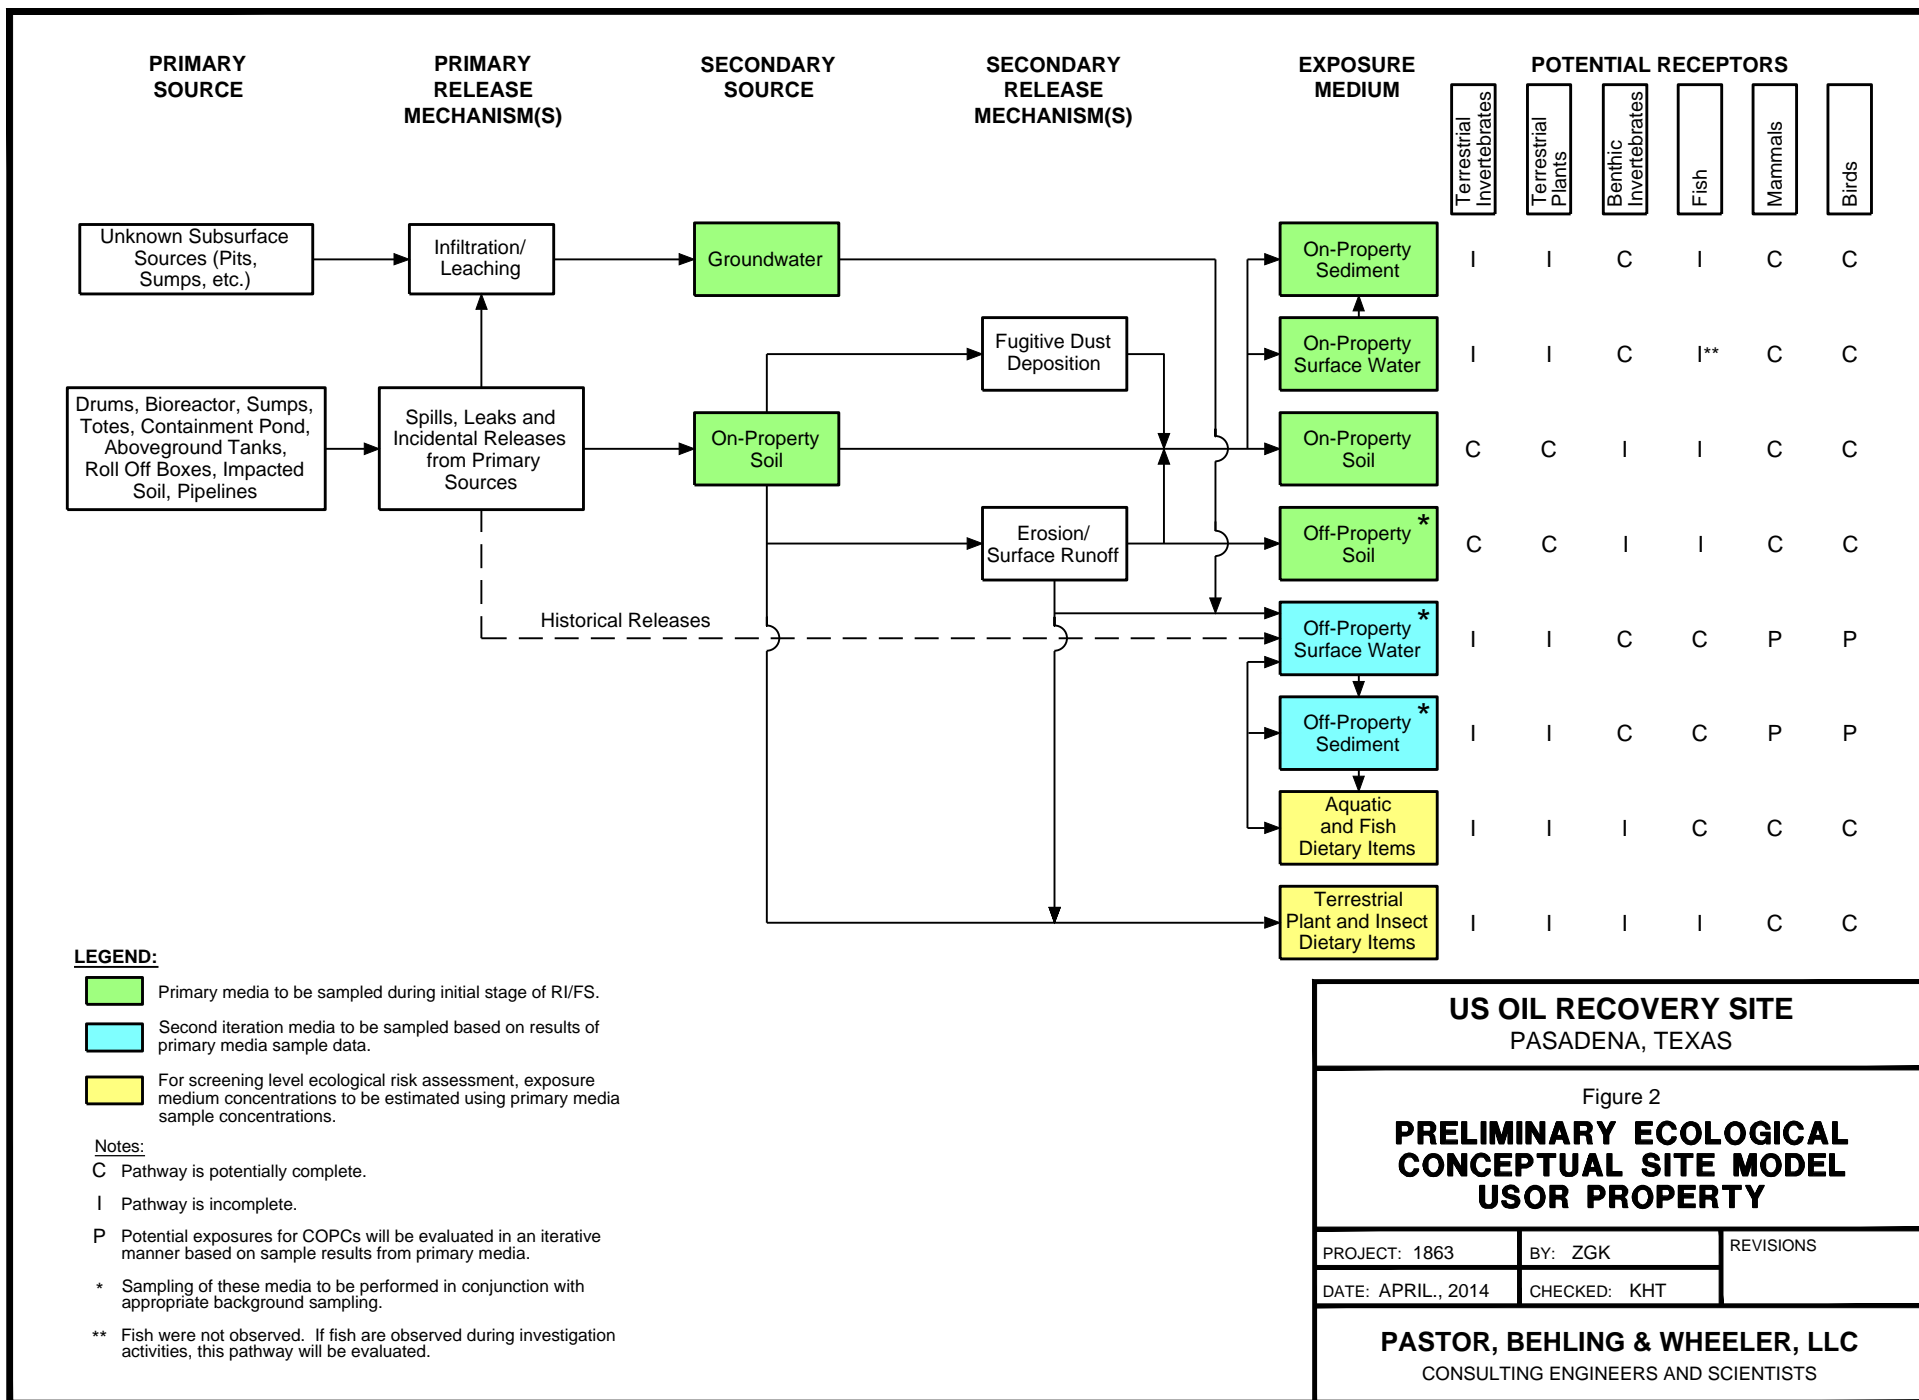 PRIMARY
SOURCE
PRIMARY
RELEASE
MECHANISM(S)
SECONDARY
SOURCE
SECONDARY
RELEASE
MECHANISM(S)
EXPOSURE
MEDIUM
POTENTIAL RECEPTORS
Terrestrial
Invertebrates
Terrestrial
Plants
Benthic
Invertebrates
Fish
Mammals
Birds
Unknown Subsurface
Sources (Pits,
Sumps, etc.)
Infiltration/
Leaching
Groundwater
On-Property
Sediment
I I C I C C
Fugitive Dust
Deposition
On-Property
Surface Water
I I C I** C C
Drums, Bioreactor, Sumps,
Totes, Containment Pond,
Aboveground Tanks,
Roll Off Boxes, Impacted
Soil, Pipelines
Spills, Leaks and
Incidental Releases
from Primary
Sources
On-Property
Soil
On-Property
Soil
C C I I C C
Erosion/
Surface Runoff
Off-Property *
Soil
C C I I C C
Historical Releases
Off-Property *
Surface Water
I I C C P P
Off-Property *
Sediment
I I C C P P
Aquatic
and Fish
Dietary Items
I I I C C C
Terrestrial
Plant and Insect
Dietary Items
I I I I C C
LEGEND:
Primary media to be sampled during initial stage of RI/FS.
Second iteration media to be sampled based on results of
primary media sample data.
For screening level ecological risk assessment, exposure
medium concentrations to be estimated using primary media
sample concentrations.
Notes:
C Pathway is potentially complete.
I Pathway is incomplete.
P Potential exposures for COPCs will be evaluated in an iterative
manner based on sample results from primary media.
* Sampling of these media to be performed in conjunction with
appropriate background sampling.
** Fish were not observed. If fish are observed during investigation
activities, this pathway will be evaluated.
US OIL RECOVERY SITE
PASADENA, TEXAS
Figure 2
PRELIMINARY ECOLOGICAL
CONCEPTUAL SITE MODEL
USOR PROPERTY
PROJECT: 1863
BY: ZGK
REVISIONS
DATE: APRIL., 2014
CHECKED: KHT
PASTOR, BEHLING & WHEELER, LLC
CONSULTING ENGINEERS AND SCIENTISTS